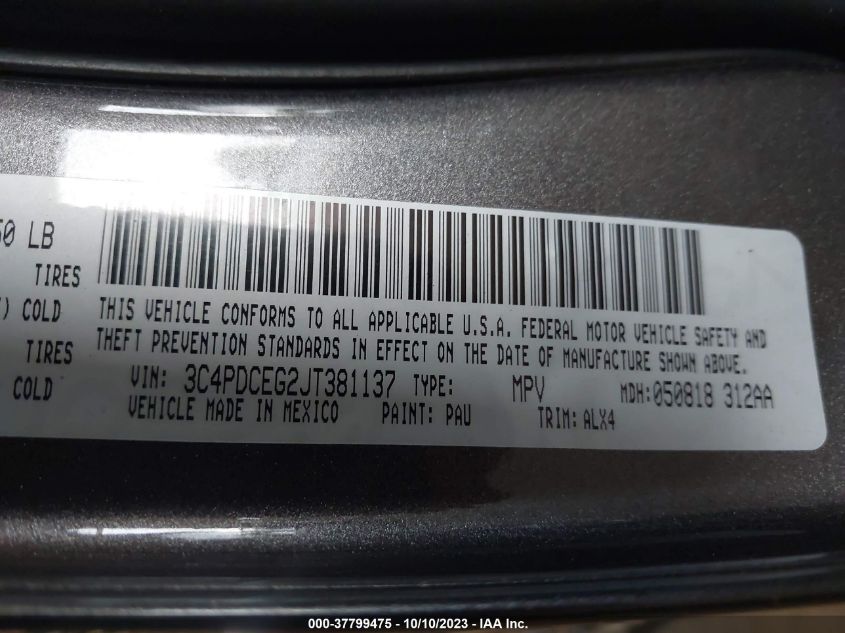 50 LB
TIRES
) COLD
TIRES
COLD
THIS VEHICLE CONFORMS TO ALL APPLICABLE U.S.A. FEDERAL MOTOR VEHICLE SAFETY AND
THEFT PREVENTION STANDARDS IN EFFECT ON THE DATE OF MANUFACTURE SHOWN ABOVE.
VIN: 3C4PDCEG2JT381137 TYPE: MPV MDH:050818 312AA
VEHICLE MADE IN MEXICO PAINT: PAU TRIM: ALX4
000-37799475 - 10/10/2023 - IAA Inc.